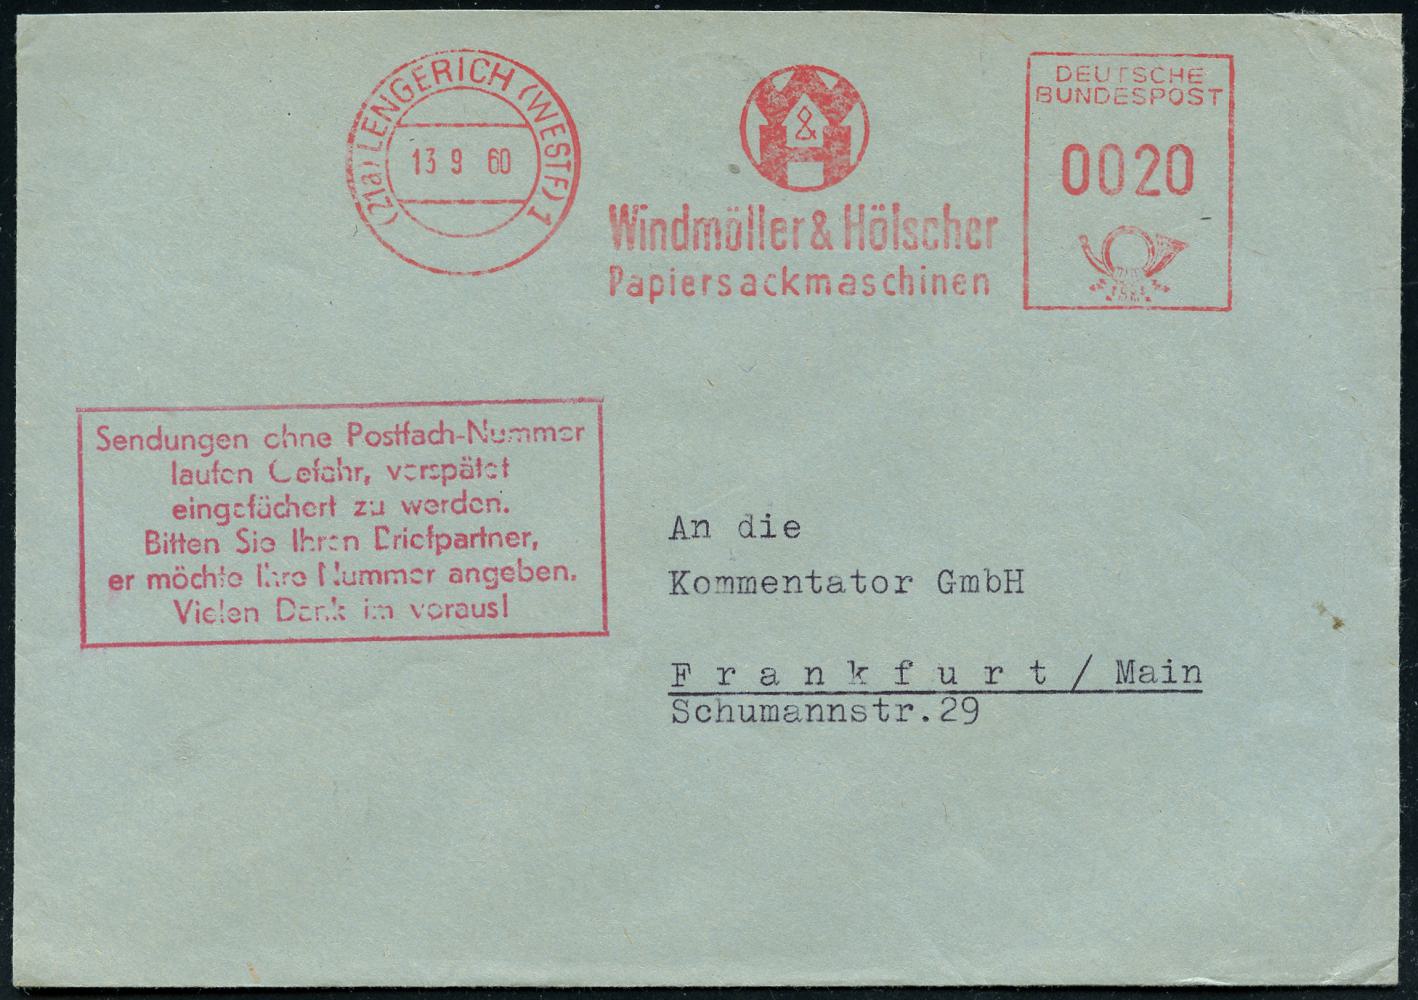 (21a) LENGERICH (WESTF) 1
13 9 60
&
Windmöller & Hölscher
Papiersackmaschinen
DEUTSCHE
BUNDESPOST
0020
Sendungen ohne Postfach-Nummer
laufen Gefahr, verspätet
eingefächert zu werden.
Bitten Sie Ihren Briefpartner,
er möchte Ihre Nummer angeben.
Vielen Dank im voraus!
An die
Kommentator GmbH
F r a n k f u r t / Main
Schumannstr.29